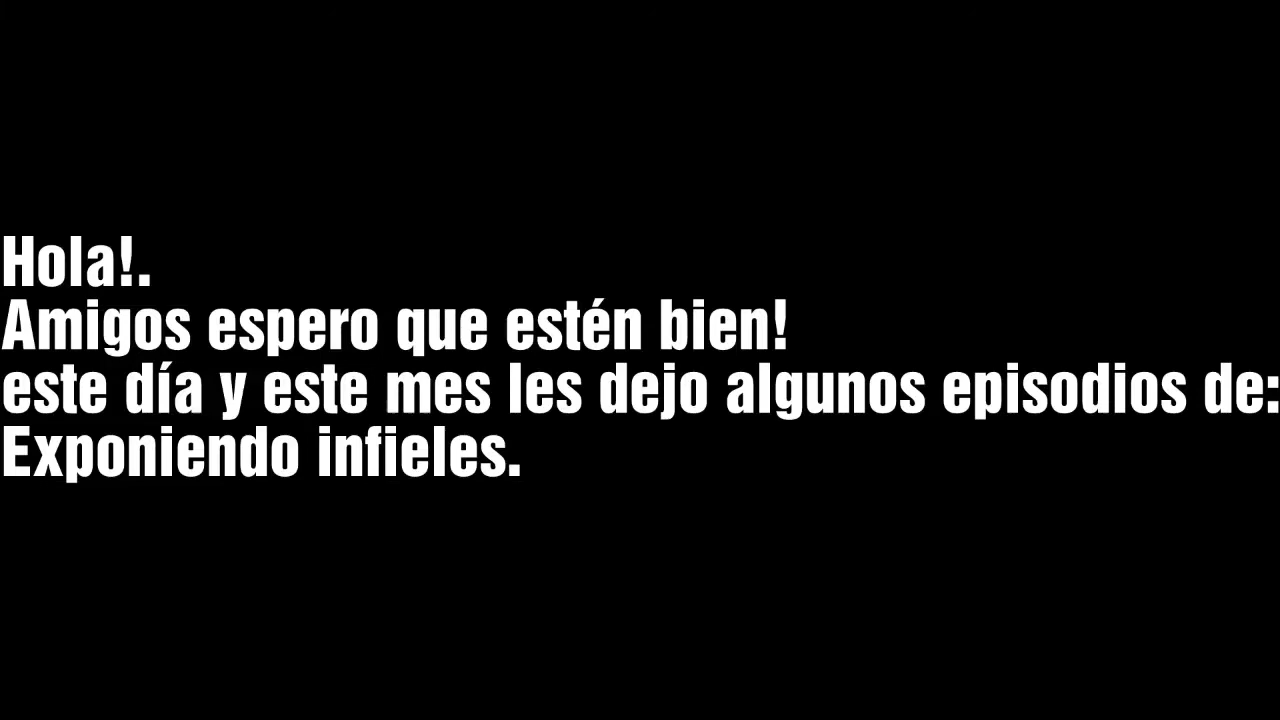 Hola!.
Amigos espero que estén bien!
este día y este mes les dejo algunos episodios de:
Exponiendo infieles.